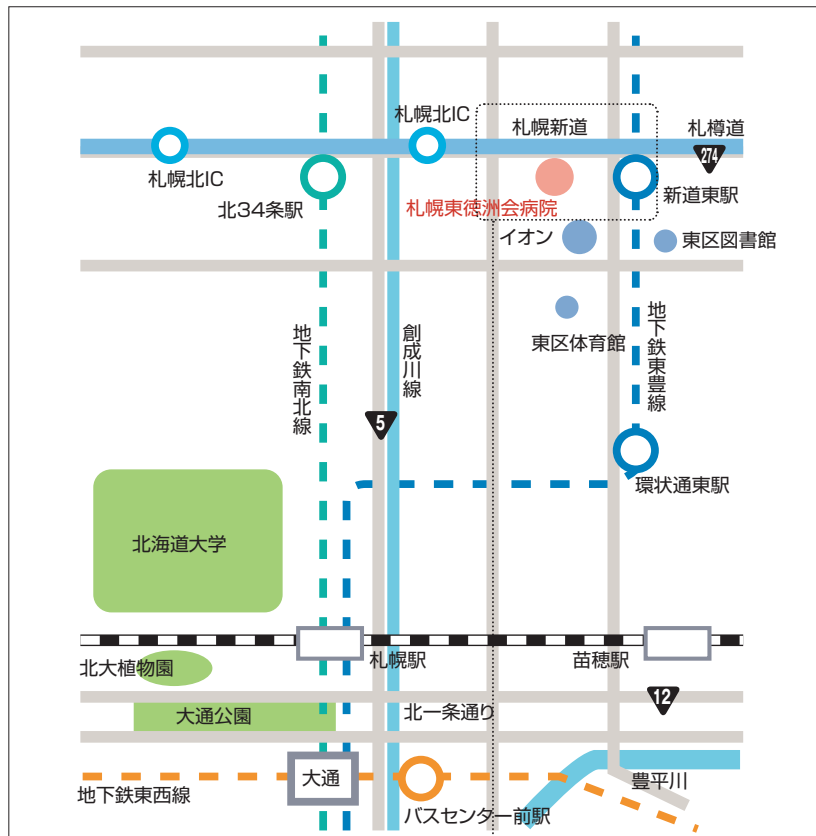 札幌北IC
札幌新道
札樽道
274
札幌北IC
北34条駅
札幌東徳洲会病院
新道東駅
イオン
東区図書館
地下鉄南北線
創成川線
東区体育館
地下鉄東豊線
5
環状通東駅
北海道大学
北大植物園
札幌駅
苗穂駅
大通公園
北一条通り
12
大通
地下鉄東西線
バスセンター前駅
豊平川